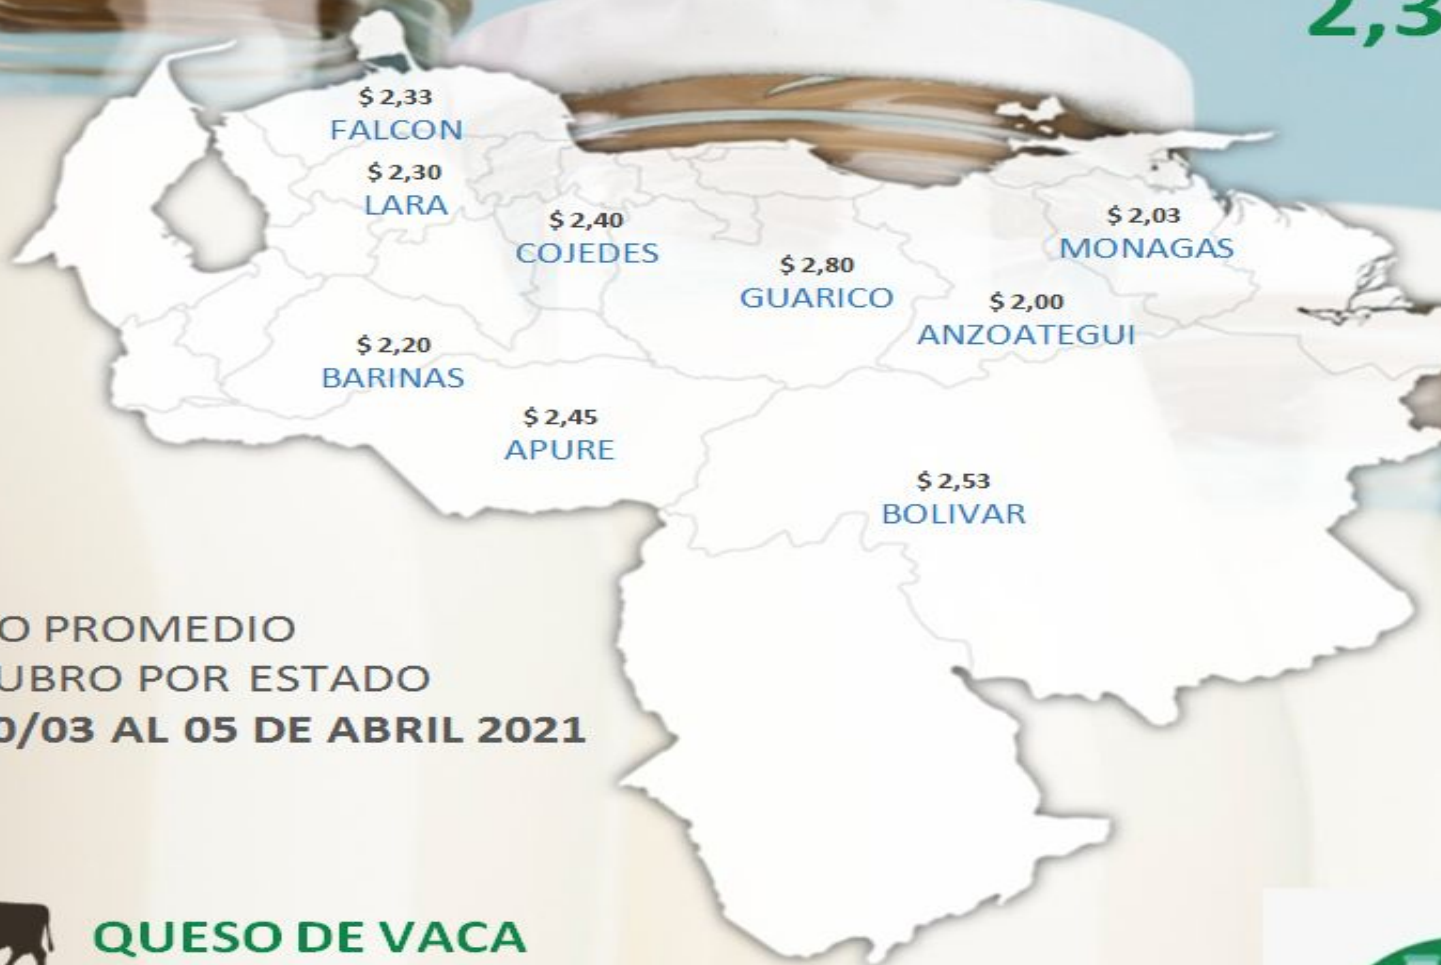 2,3
$ 2,33
FALCON
$ 2,30
LARA
$ 2,40
COJEDES
$ 2,80
GUARICO
$ 2,03
MONAGAS
$ 2,00
ANZOATEGUI
$ 2,20
BARINAS
$ 2,45
APURE
$ 2,53
BOLIVAR
O PROMEDIO
UBRO POR ESTADO
0/03 AL 05 DE ABRIL 2021
QUESO DE VACA